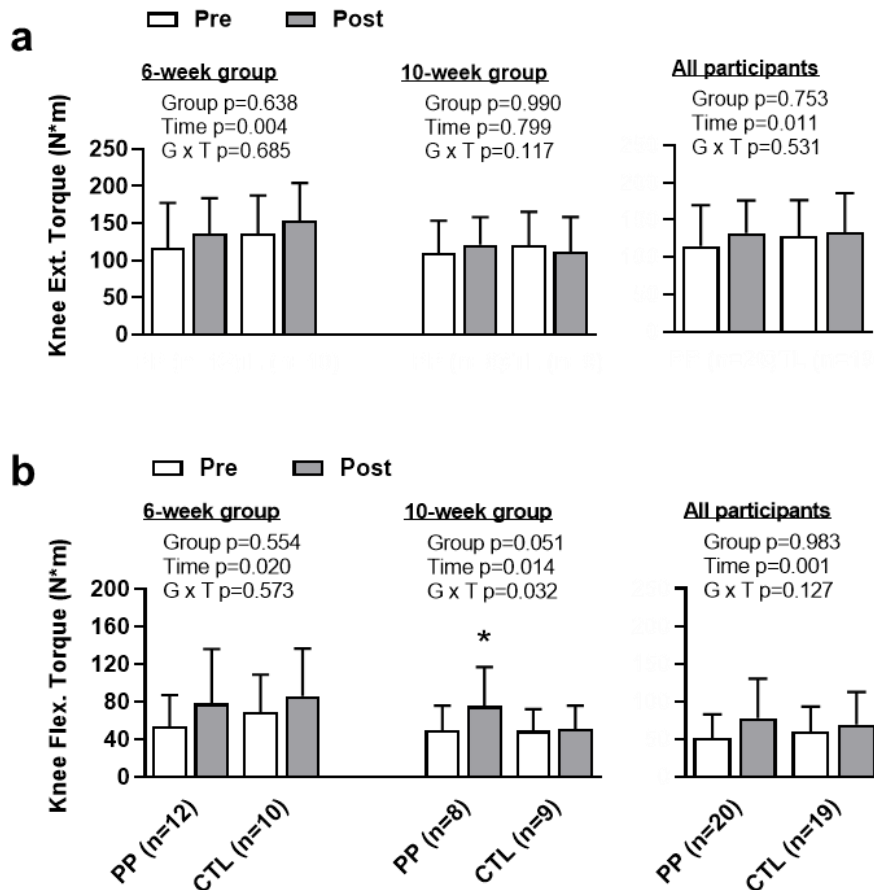 Pre Post
a
6-week group
Group p=0.638
Time p=0.004
G x T p=0.685
10-week group
Group p=0.990
Time p=0.799
G x T p=0.117
All participants
Group p=0.753
Time p=0.011
G x T p=0.531
Knee Ext. Torque (N*m)
250
200
150
100
50
0
b
Pre Post
6-week group
Group p=0.554
Time p=0.020
G x T p=0.573
10-week group
Group p=0.051
Time p=0.014
G x T p=0.032
All participants
Group p=0.983
Time p=0.001
G x T p=0.127
Knee Flex. Torque (N*m)
200
160
120
80
40
0
*
PP (n=12)
CTL (n=10)
PP (n=8)
CTL (n=9)
PP (n=20)
CTL (n=19)